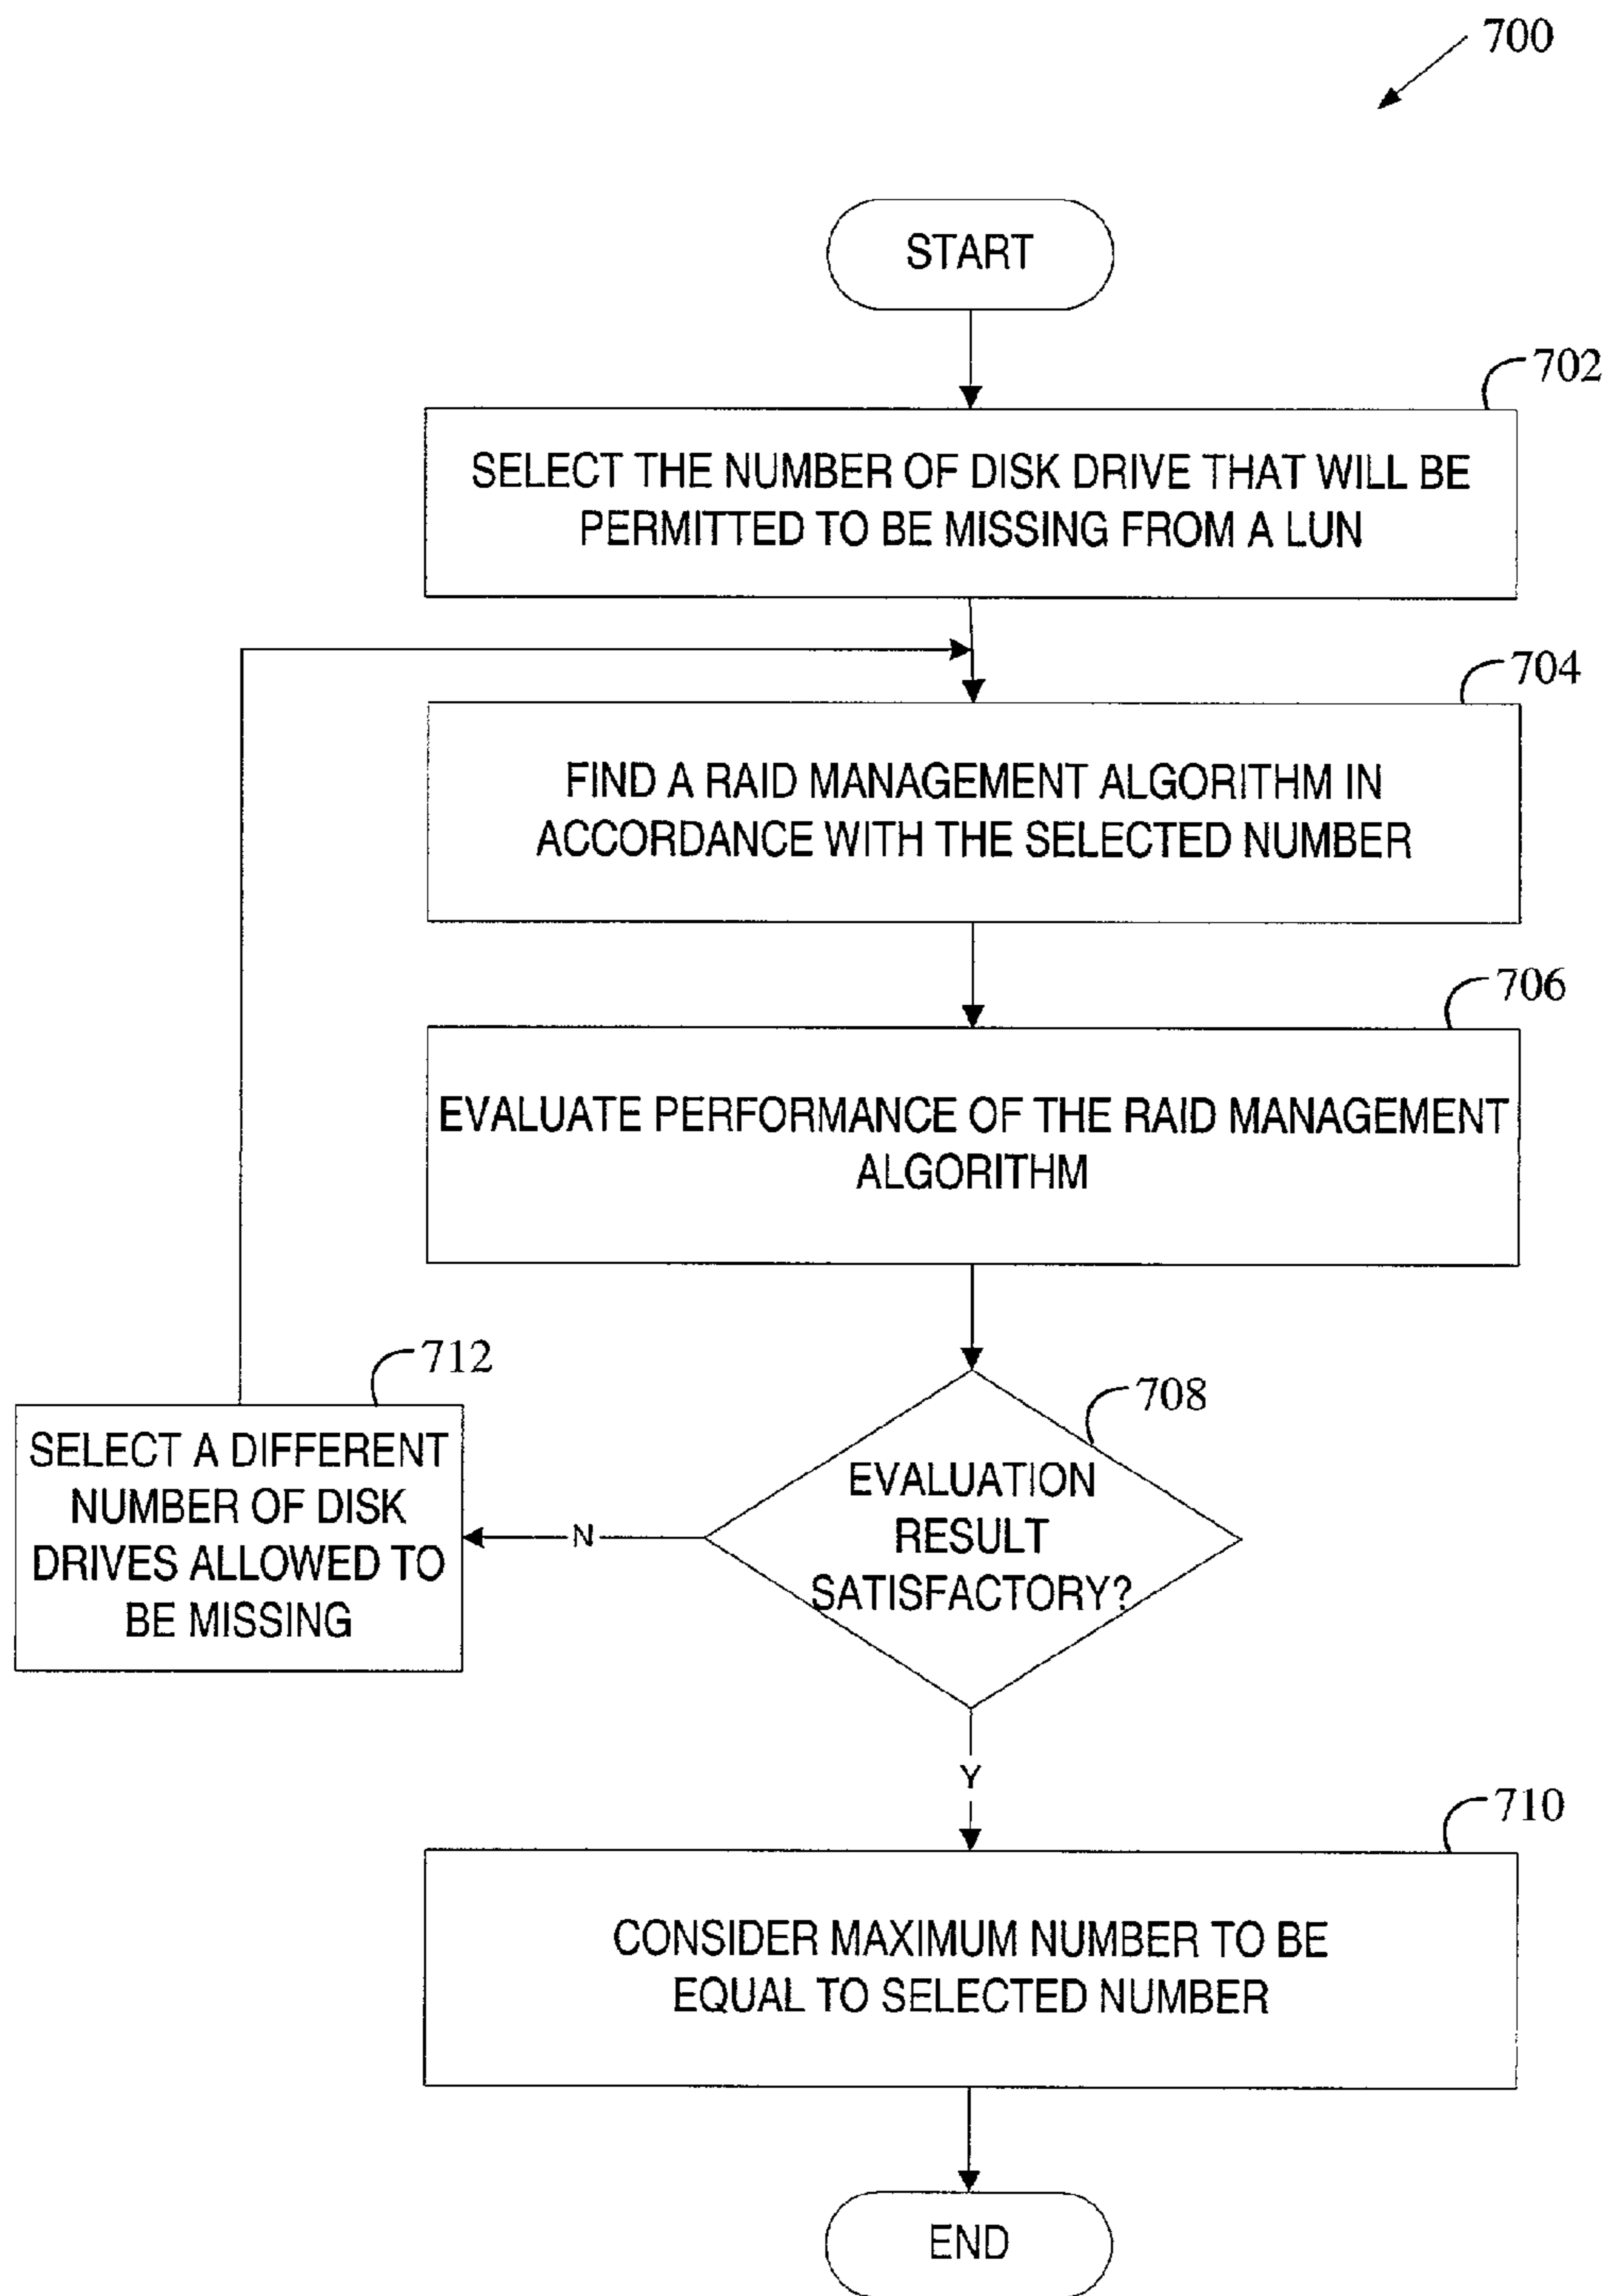 700
START
702
SELECT THE NUMBER OF DISK DRIVE THAT WILL BE
PERMITTED TO BE MISSING FROM A LUN
704
FIND A RAID MANAGEMENT ALGORITHM IN
ACCORDANCE WITH THE SELECTED NUMBER
706
EVALUATE PERFORMANCE OF THE RAID MANAGEMENT
ALGORITHM
712
SELECT A DIFFERENT
NUMBER OF DISK
DRIVES ALLOWED TO
BE MISSING
N
708
EVALUATION
RESULT
SATISFACTORY?
Y
710
CONSIDER MAXIMUM NUMBER TO BE
EQUAL TO SELECTED NUMBER
END